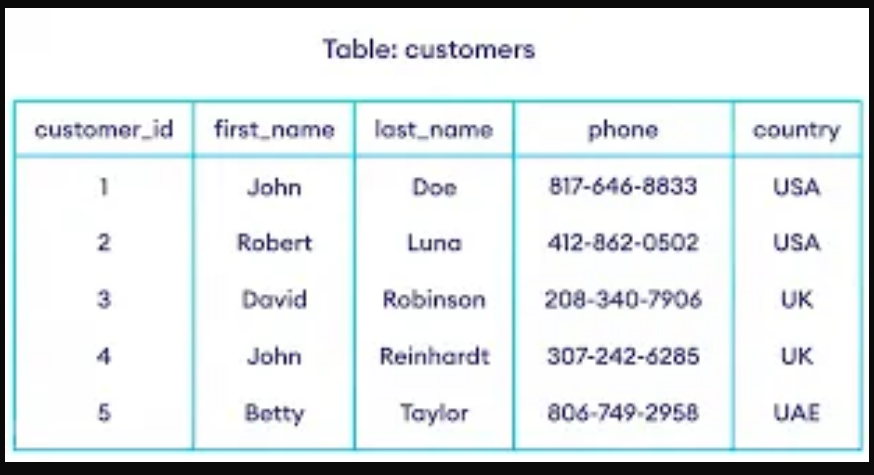 Table: customers
customer_id first_name last_name phone country
1 John Doe 817-646-8833 USA
2 Robert Luna 412-862-0502 USA
3 David Robinson 208-340-7906 UK
4 John Reinhardt 307-242-6285 UK
5 Betty Taylor 806-749-2958 UAE